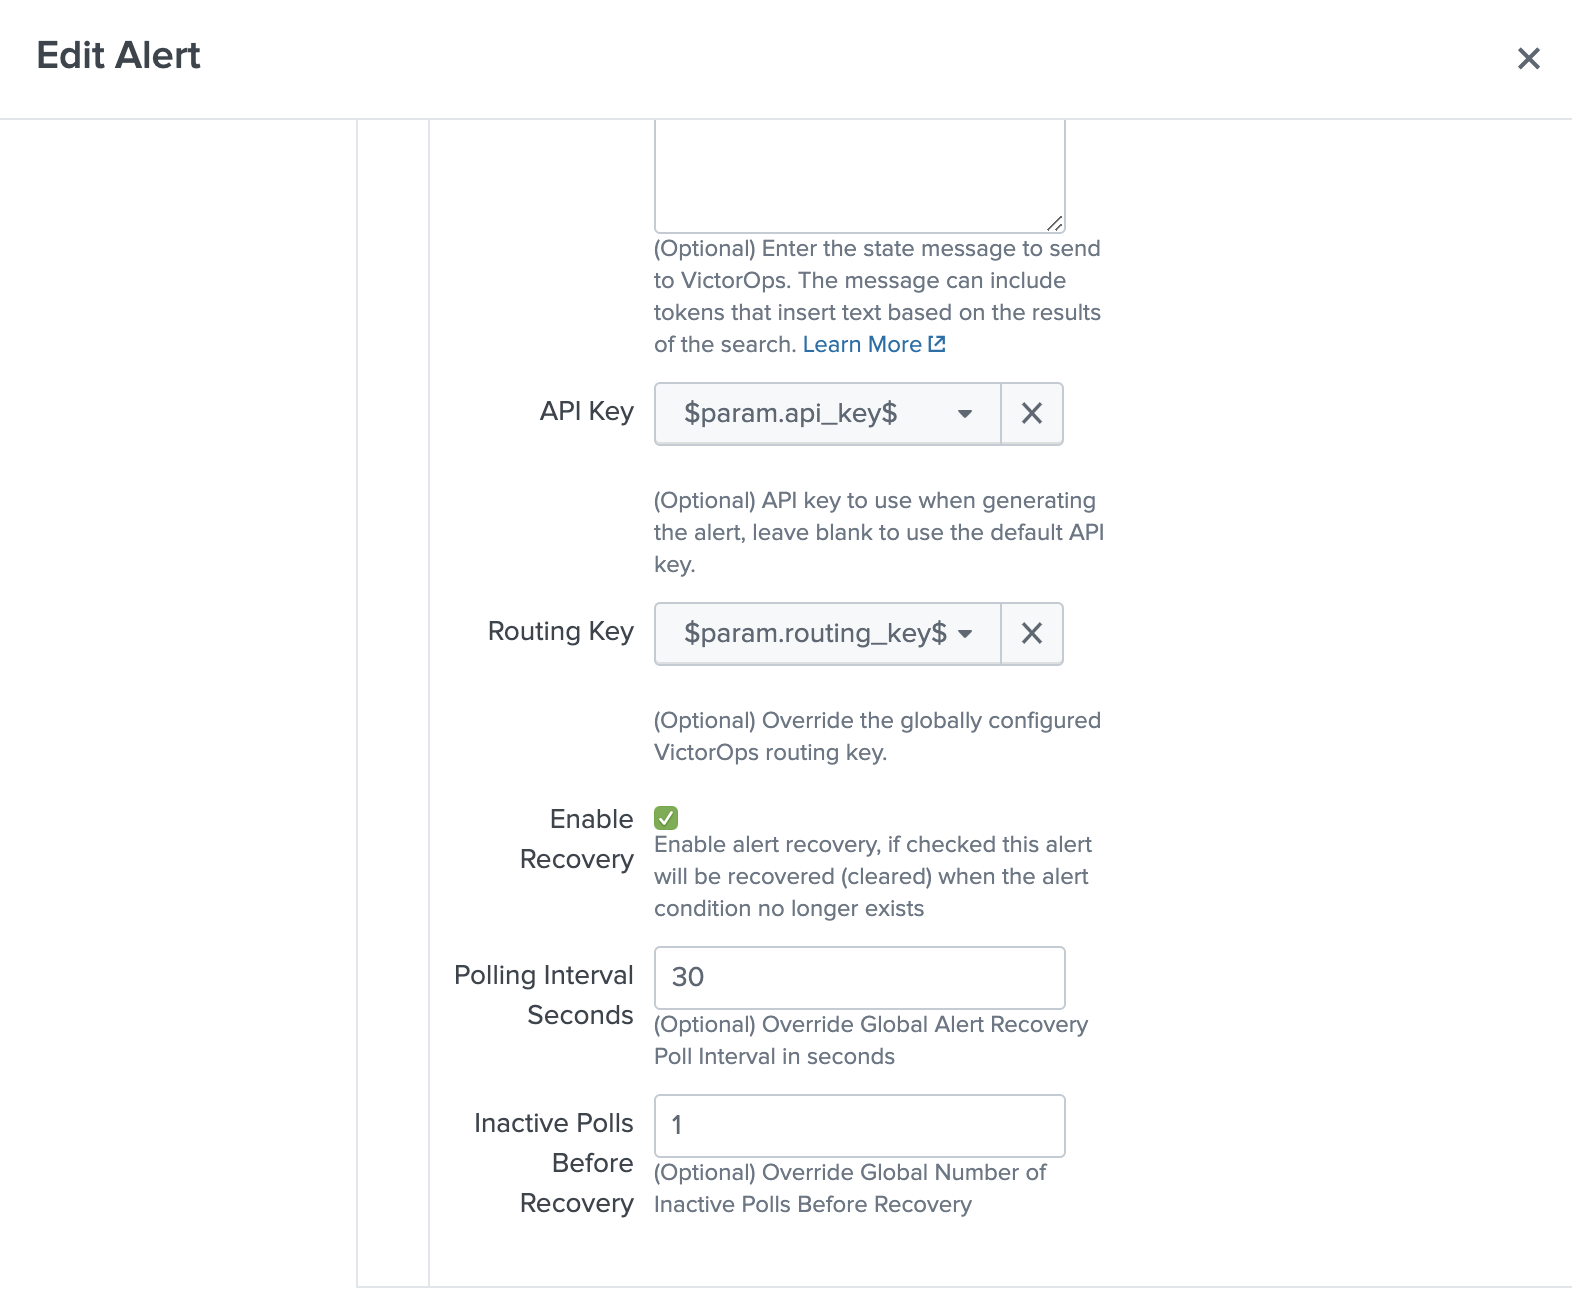 Edit Alert
(Optional) Enter the state message to send
to VictorOps. The message can include
tokens that insert text based on the results
of the search. Learn More
API Key
$param.api_key$
(Optional) API key to use when generating
the alert, leave blank to use the default API
key.
Routing Key
$param.routing_key$
(Optional) Override the globally configured
VictorOps routing key.
Enable
Recovery
Enable alert recovery, if checked this alert
will be recovered (cleared) when the alert
condition no longer exists
Polling Interval
Seconds
30
(Optional) Override Global Alert Recovery
Poll Interval in seconds
Inactive Polls
Before
Recovery
1
(Optional) Override Global Number of
Inactive Polls Before Recovery